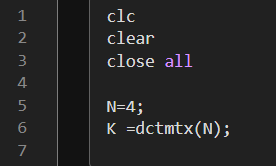 1 clc
2 clear
3 close all
4
5 N=4;
6 K =dctmtx(N);
7